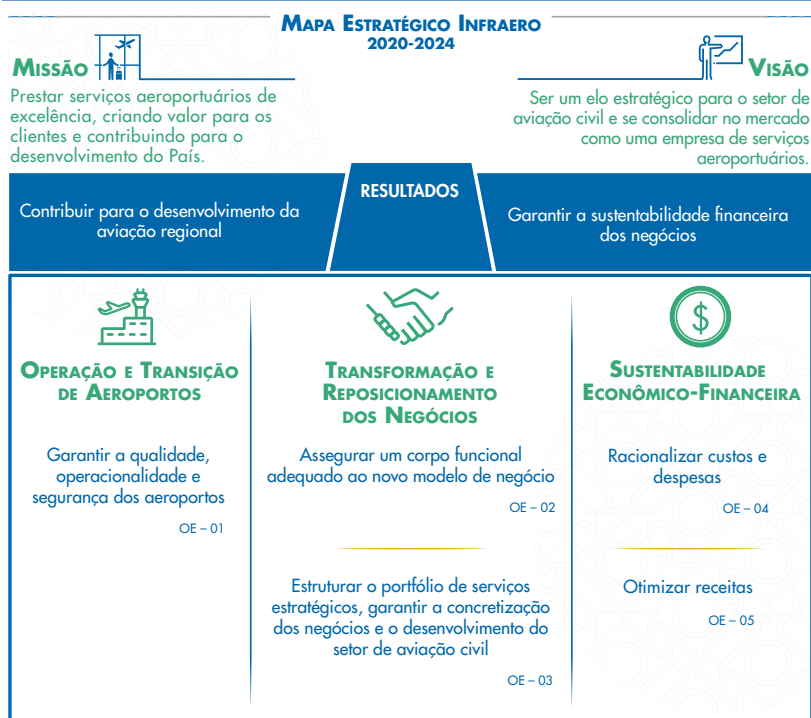 Mapa Estratégico Infraero
2020-2024
Missão
Prestar serviços aeroportuários de
excelência, criando valor para os
clientes e contribuindo para o
desenvolvimento do País.
Visão
Ser um elo estratégico para o setor de
aviação civil e se consolidar no mercado
como uma empresa de serviços
aeroportuários.
RESULTADOS
Contribuir para o desenvolvimento da
aviação regional
Garantir a sustentabilidade financeira
dos negócios
Operação e Transição
de Aeroportos
Garantir a qualidade,
operacionalidade e
segurança dos aeroportos
OE – 01
Transformação e
Reposicionamento
dos Negócios
Assegurar um corpo funcional
adequado ao novo modelo de negócio
OE – 02
Estruturar o portfólio de serviços
estratégicos, garantir a concretização
dos negócios e o desenvolvimento do
setor de aviação civil
OE – 03
$
Sustentabilidade
Econômico-Financeira
Racionalizar custos e
despesas
OE – 04
Otimizar receitas
OE – 05